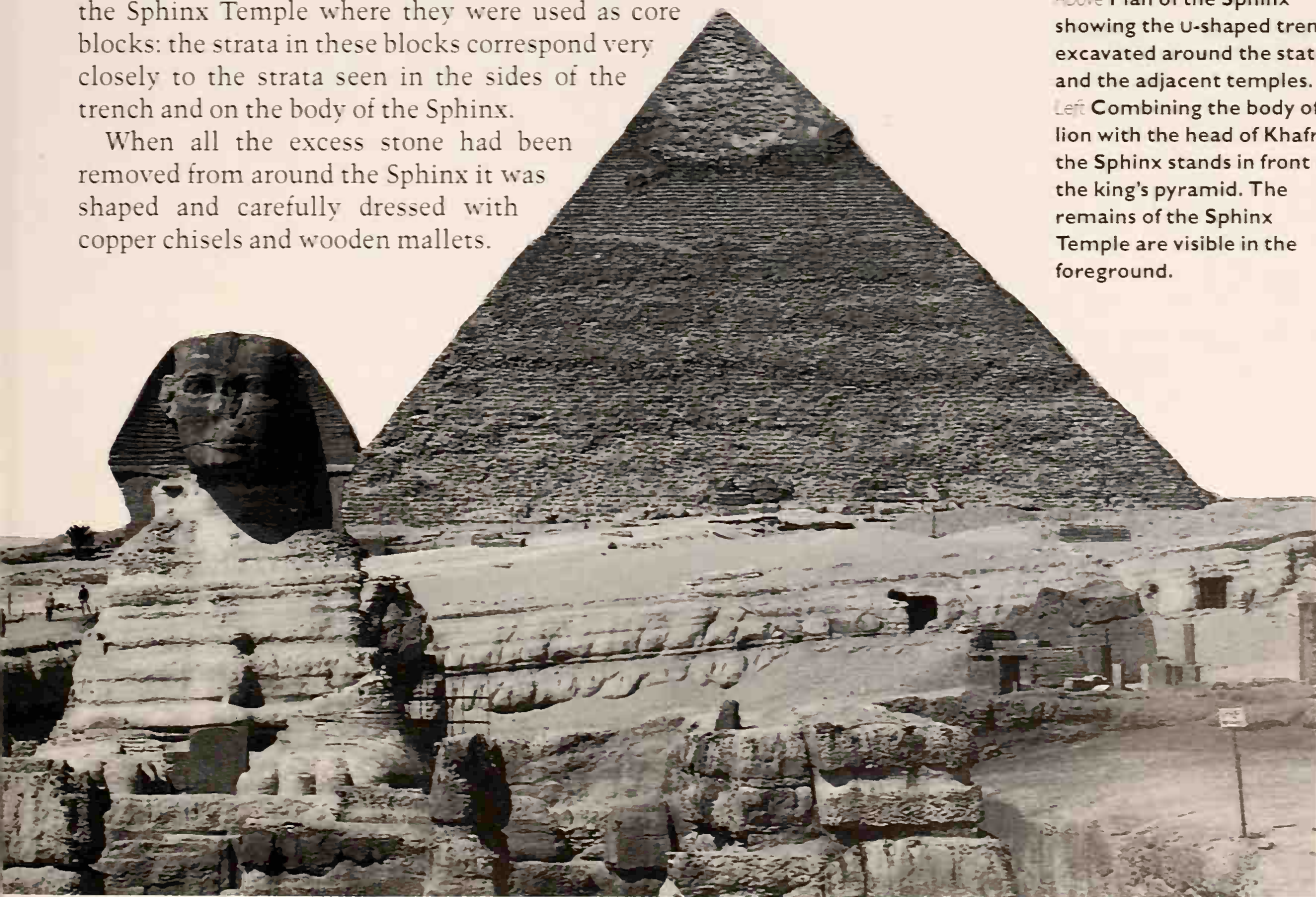 the Sphinx Temple where they were used as core
blocks: the strata in these blocks correspond very
closely to the strata seen in the sides of the
trench and on the body of the Sphinx.
When all the excess stone had been
removed from around the Sphinx it was
shaped and carefully dressed with
copper chisels and wooden mallets.
Plan of the Sphinx
showing the U-shaped tren
excavated around the stat
and the adjacent temples.
Left Combining the body of
lion with the head of Khafr
the Sphinx stands in front
the king's pyramid. The
remains of the Sphinx
Temple are visible in the
foreground.